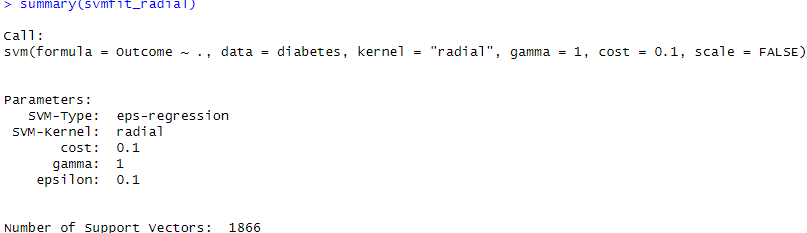 > summary(svmfit_radial)
Call:
svm(formula = Outcome ~ ., data = diabetes, kernel = "radial", gamma = 1, cost = 0.1, scale = FALSE)
Parameters:
SVM-Type: eps-regression
SVM-Kernel: radial
cost: 0.1
gamma: 1
epsilon: 0.1
Number of Support Vectors: 1866